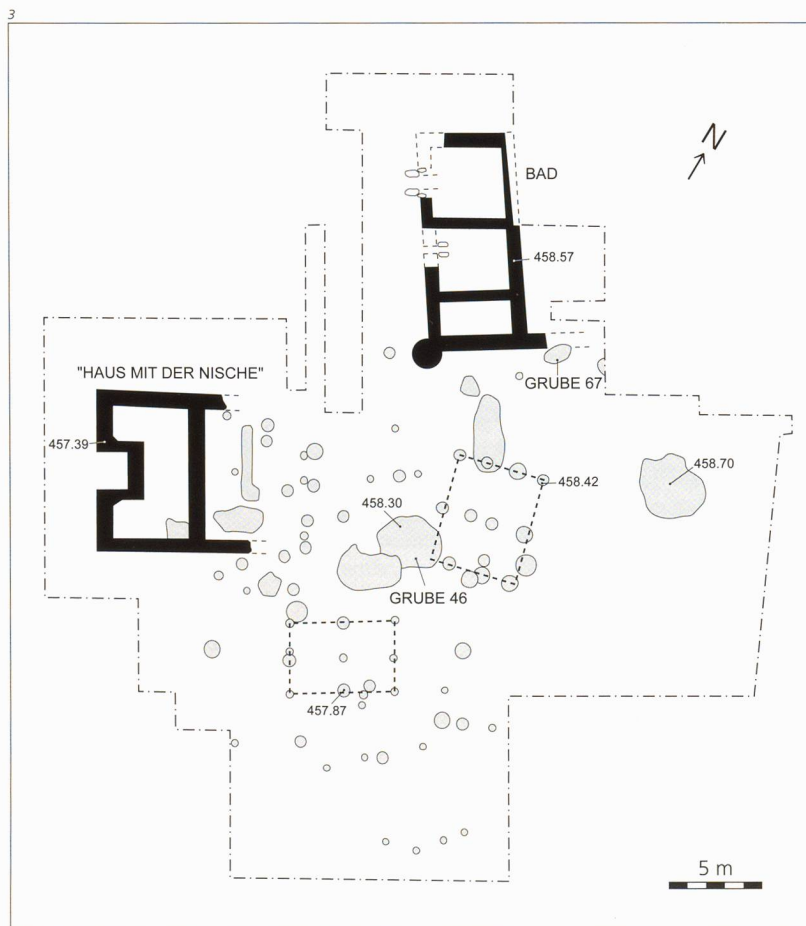 3
N
BAD
458.57
GRUBE 67
"HAUS MIT DER NISCHE"
457.39
458.42
458.70
458.30
GRUBE 46
457.87
5 m